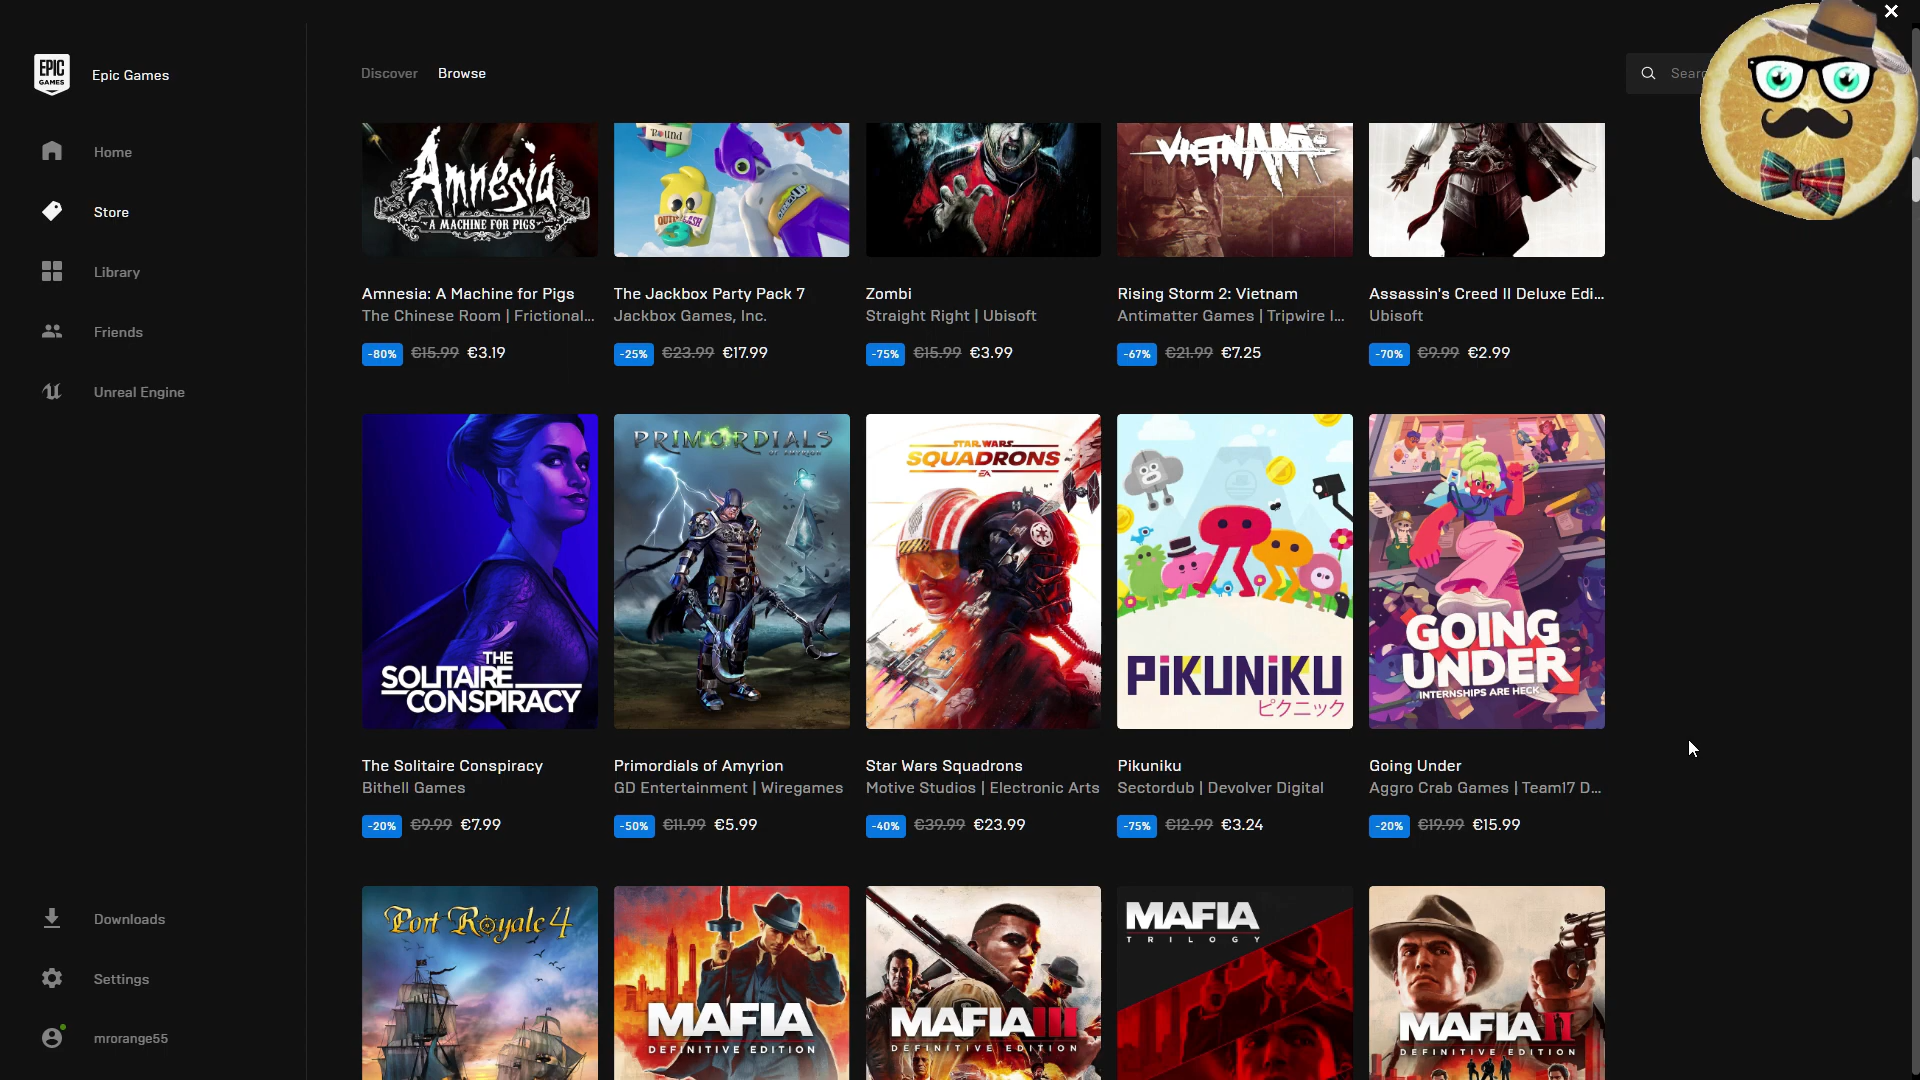 EPIC
GAMES
Epic Games
Discover
Browse
Home
Store
Library
Friends
Unreal Engine
Downloads
Settings
mrorange55
Amnesia
A MACHINE FOR PIGS
Round
VIETNAM
Amnesia: A Machine for Pigs
The Chinese Room | Frictional...
-80% €15.99 €3.19
The Jackbox Party Pack 7
Jackbox Games, Inc.
-25% €23.99 €17.99
Zombi
Straight Right | Ubisoft
-75% €15.99 €3.99
Rising Storm 2: Vietnam
Antimatter Games | Tripwire I...
-67% €21.99 €7.25
Assassin's Creed II Deluxe Edi...
Ubisoft
-70% €9.99 €2.99
THE
SOLITAIRE
CONSPIRACY
The Solitaire Conspiracy
Bithell Games
-20% €9.99 €7.99
PRIMORDIALS
OF AMYRION
Primordials of Amyrion
GD Entertainment | Wiregames
-50% €11.99 €5.99
STAR WARS
SQUADRONS
EA
Star Wars Squadrons
Motive Studios | Electronic Arts
-40% €39.99 €23.99
PiKUNiKU
ピクニック
Pikuniku
Sectordub | Devolver Digital
-75% €12.99 €3.24
GOING
UNDER
INTERNSHIPS ARE HECK
Going Under
Aggro Crab Games | Team17 D...
-20% €19.99 €15.99
Port Royale 4
MAFIA
DEFINITIVE EDITION
MAFIA III
DEFINITIVE EDITION
MAFIA
TRILOGY
MAFIA II
DEFINITIVE EDITION